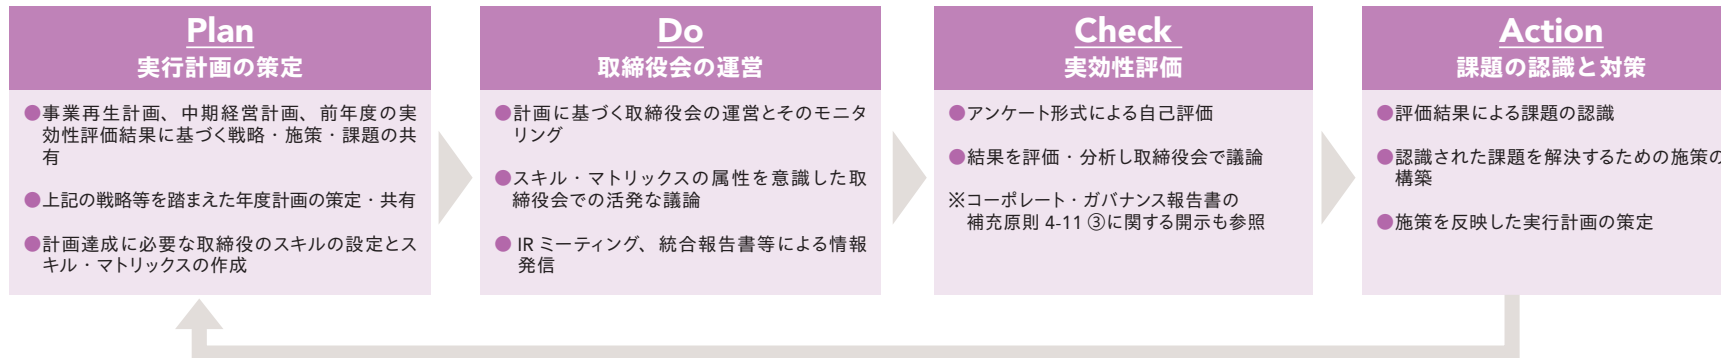 Plan
実行計画の策定
●事業再生計画、中期経営計画、前年度の実
効性評価結果に基づく戦略・施策・課題の共
有
●上記の戦略等を踏まえた年度計画の策定・共有
●計画達成に必要な取締役のスキルの設定とス
キル・マトリックスの作成
Do
取締役会の運営
●計画に基づく取締役会の運営とそのモニタ
リング
●スキル・マトリックスの属性を意識した取
締役会での活発な議論
●IRミーティング、統合報告書等による情報
発信
Check
実効性評価
●アンケート形式による自己評価
●結果を評価・分析し取締役会で議論
※コーポレート・ガバナンス報告書の
補充原則 4-11 ③に関する開示も参照
Action
課題の認識と対策
●評価結果による課題の認識
●認識された課題を解決するための施策の
構築
●施策を反映した実行計画の策定